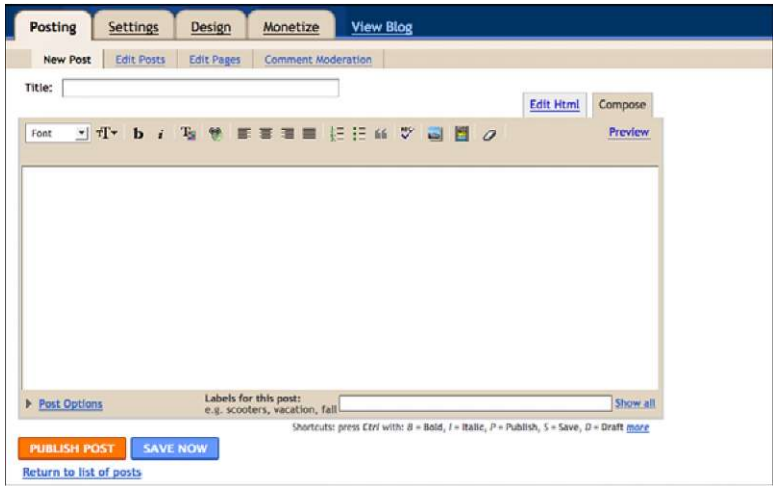 Posting Settings Design Monetize View Blog
New Post Edit Posts Edit Pages Comment Moderation
Title:
Edit Html Compose
Font Preview
Labels for this post:
Post Options e.g. scooters, vacation, fall Show all
Shortcuts: press Ctrl with: B = Bold, I = Italic, P = Publish, S = Save, D = Draft more
PUBLISH POST SAVE NOW
Return to list of posts